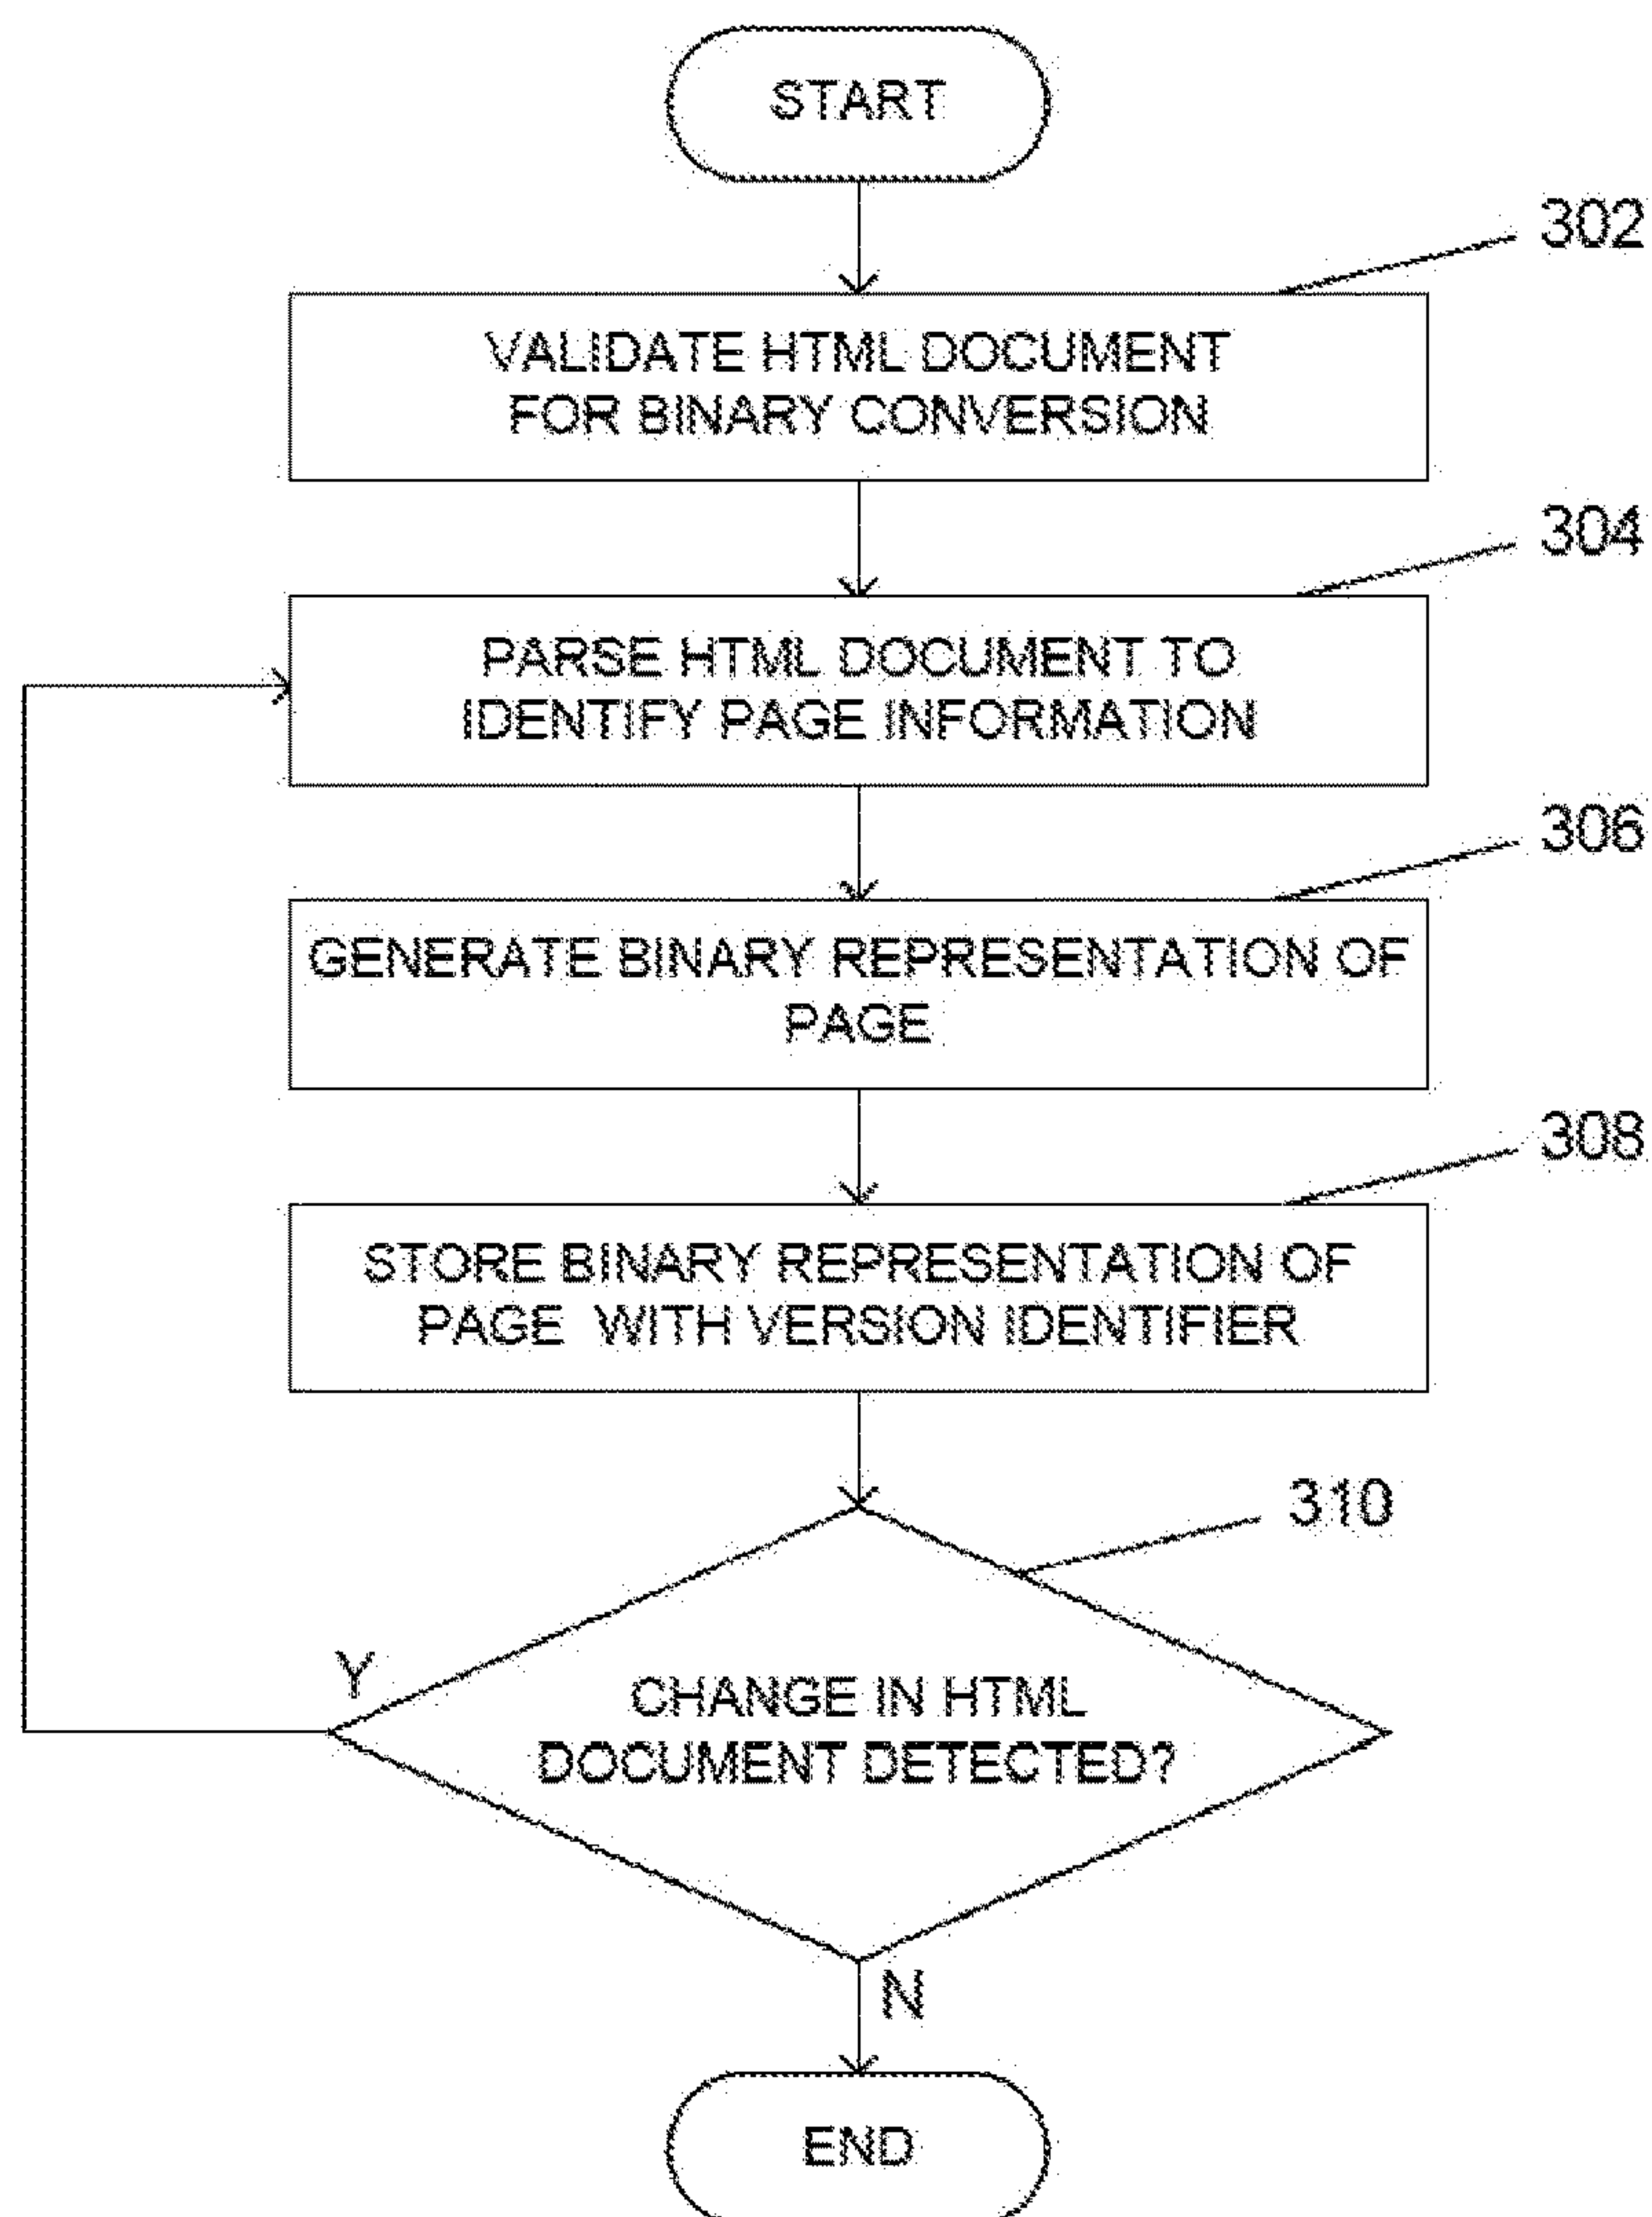 START
302
VALIDATE HTML DOCUMENT
FOR BINARY CONVERSION
304
PARSE HTML DOCUMENT TO
IDENTIFY PAGE INFORMATION
306
GENERATE BINARY REPRESENTATION OF
PAGE
308
STORE BINARY REPRESENTATION OF
PAGE WITH VERSION IDENTIFIER
310
Y
CHANGE IN HTML
DOCUMENT DETECTED?
N
END